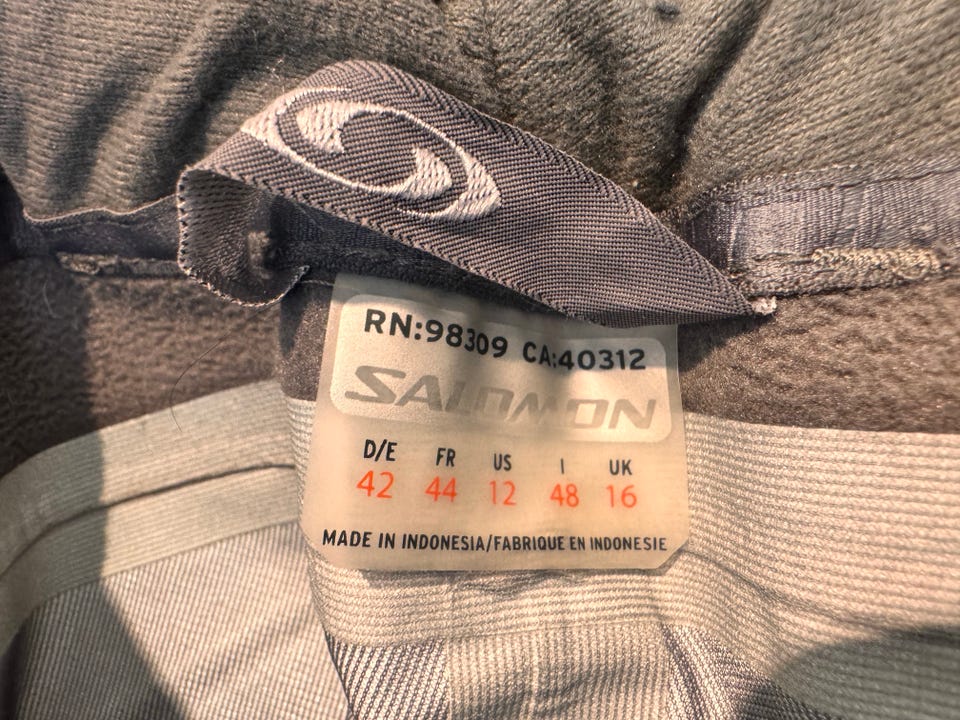 RN:98309 CA:40312
SALOMON
D/E FR US I UK
42 44 12 48 16
MADE IN INDONESIA/FABRIQUE EN INDONESIE